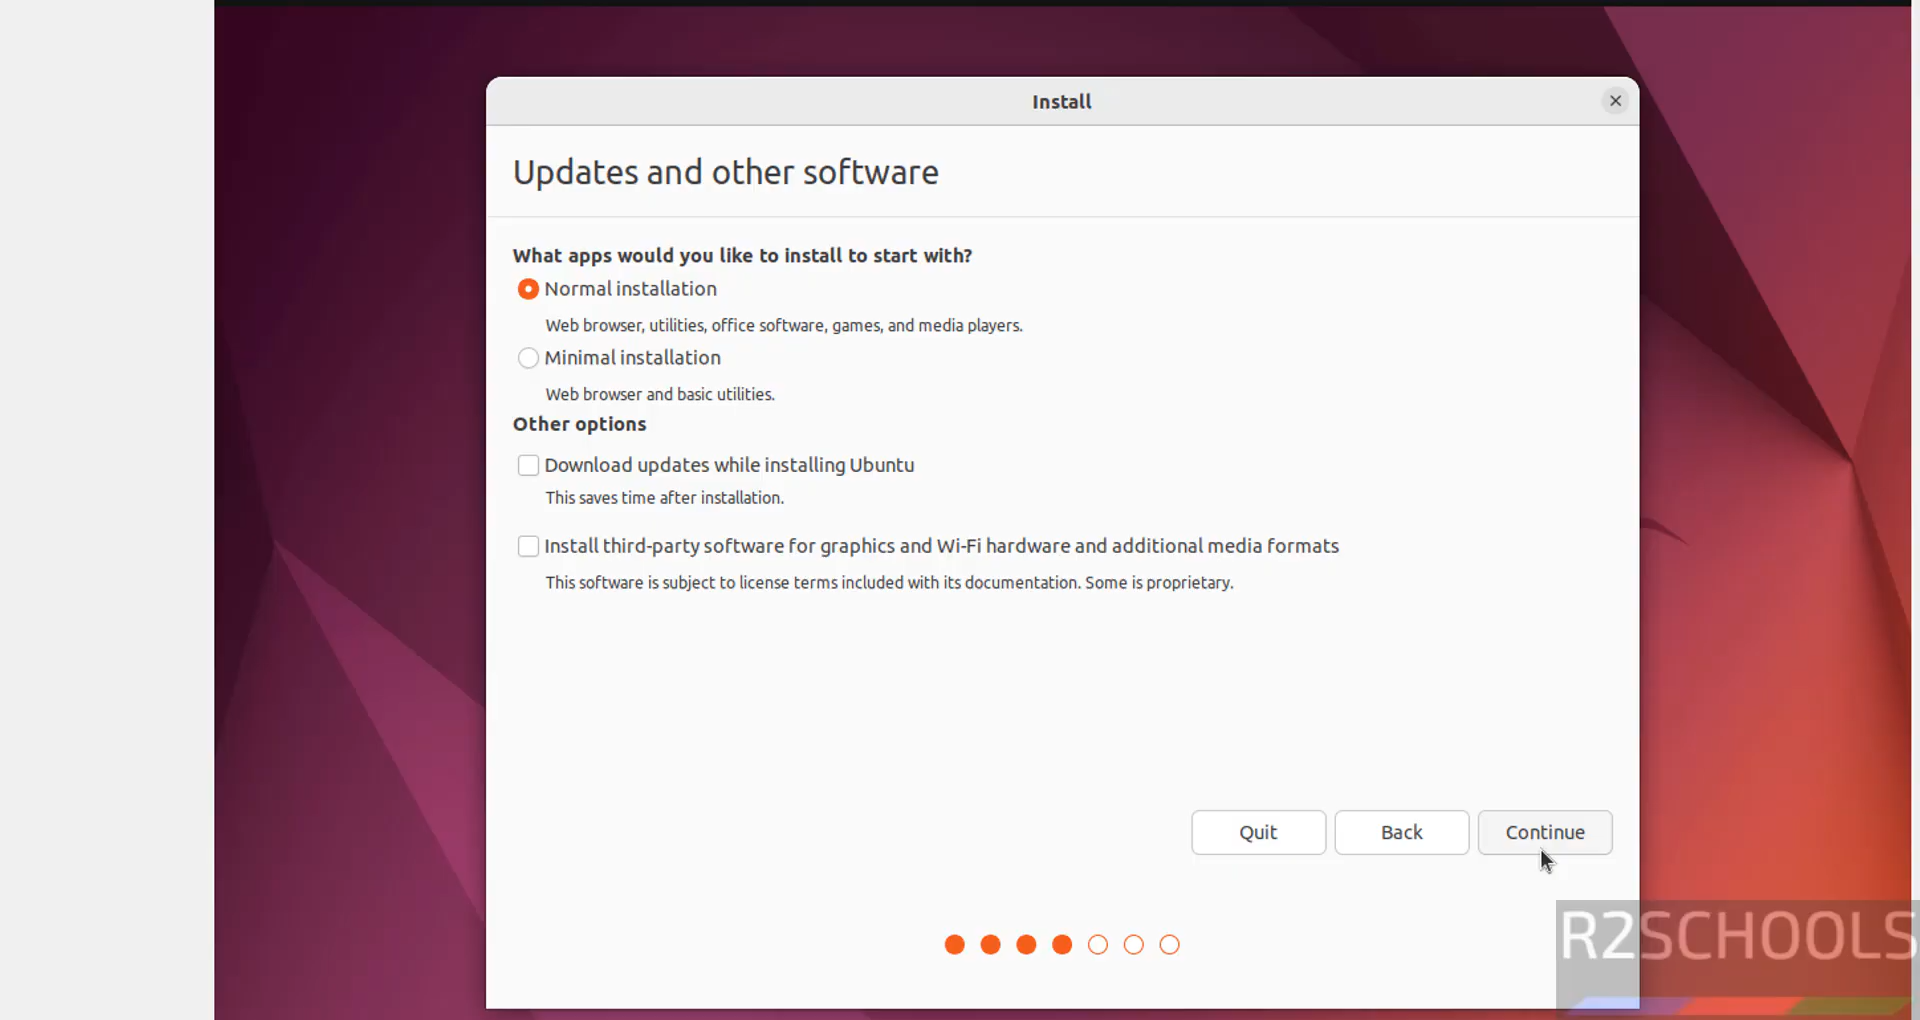 Install
Updates and other software
What apps would you like to install to start with?
Normal installation
Web browser, utilities, office software, games, and media players.
Minimal installation
Web browser and basic utilities.
Other options
Download updates while installing Ubuntu
This saves time after installation.
Install third-party software for graphics and Wi-Fi hardware and additional media formats
This software is subject to license terms included with its documentation. Some is proprietary.
Quit Back Continue
R2SCHOOLS